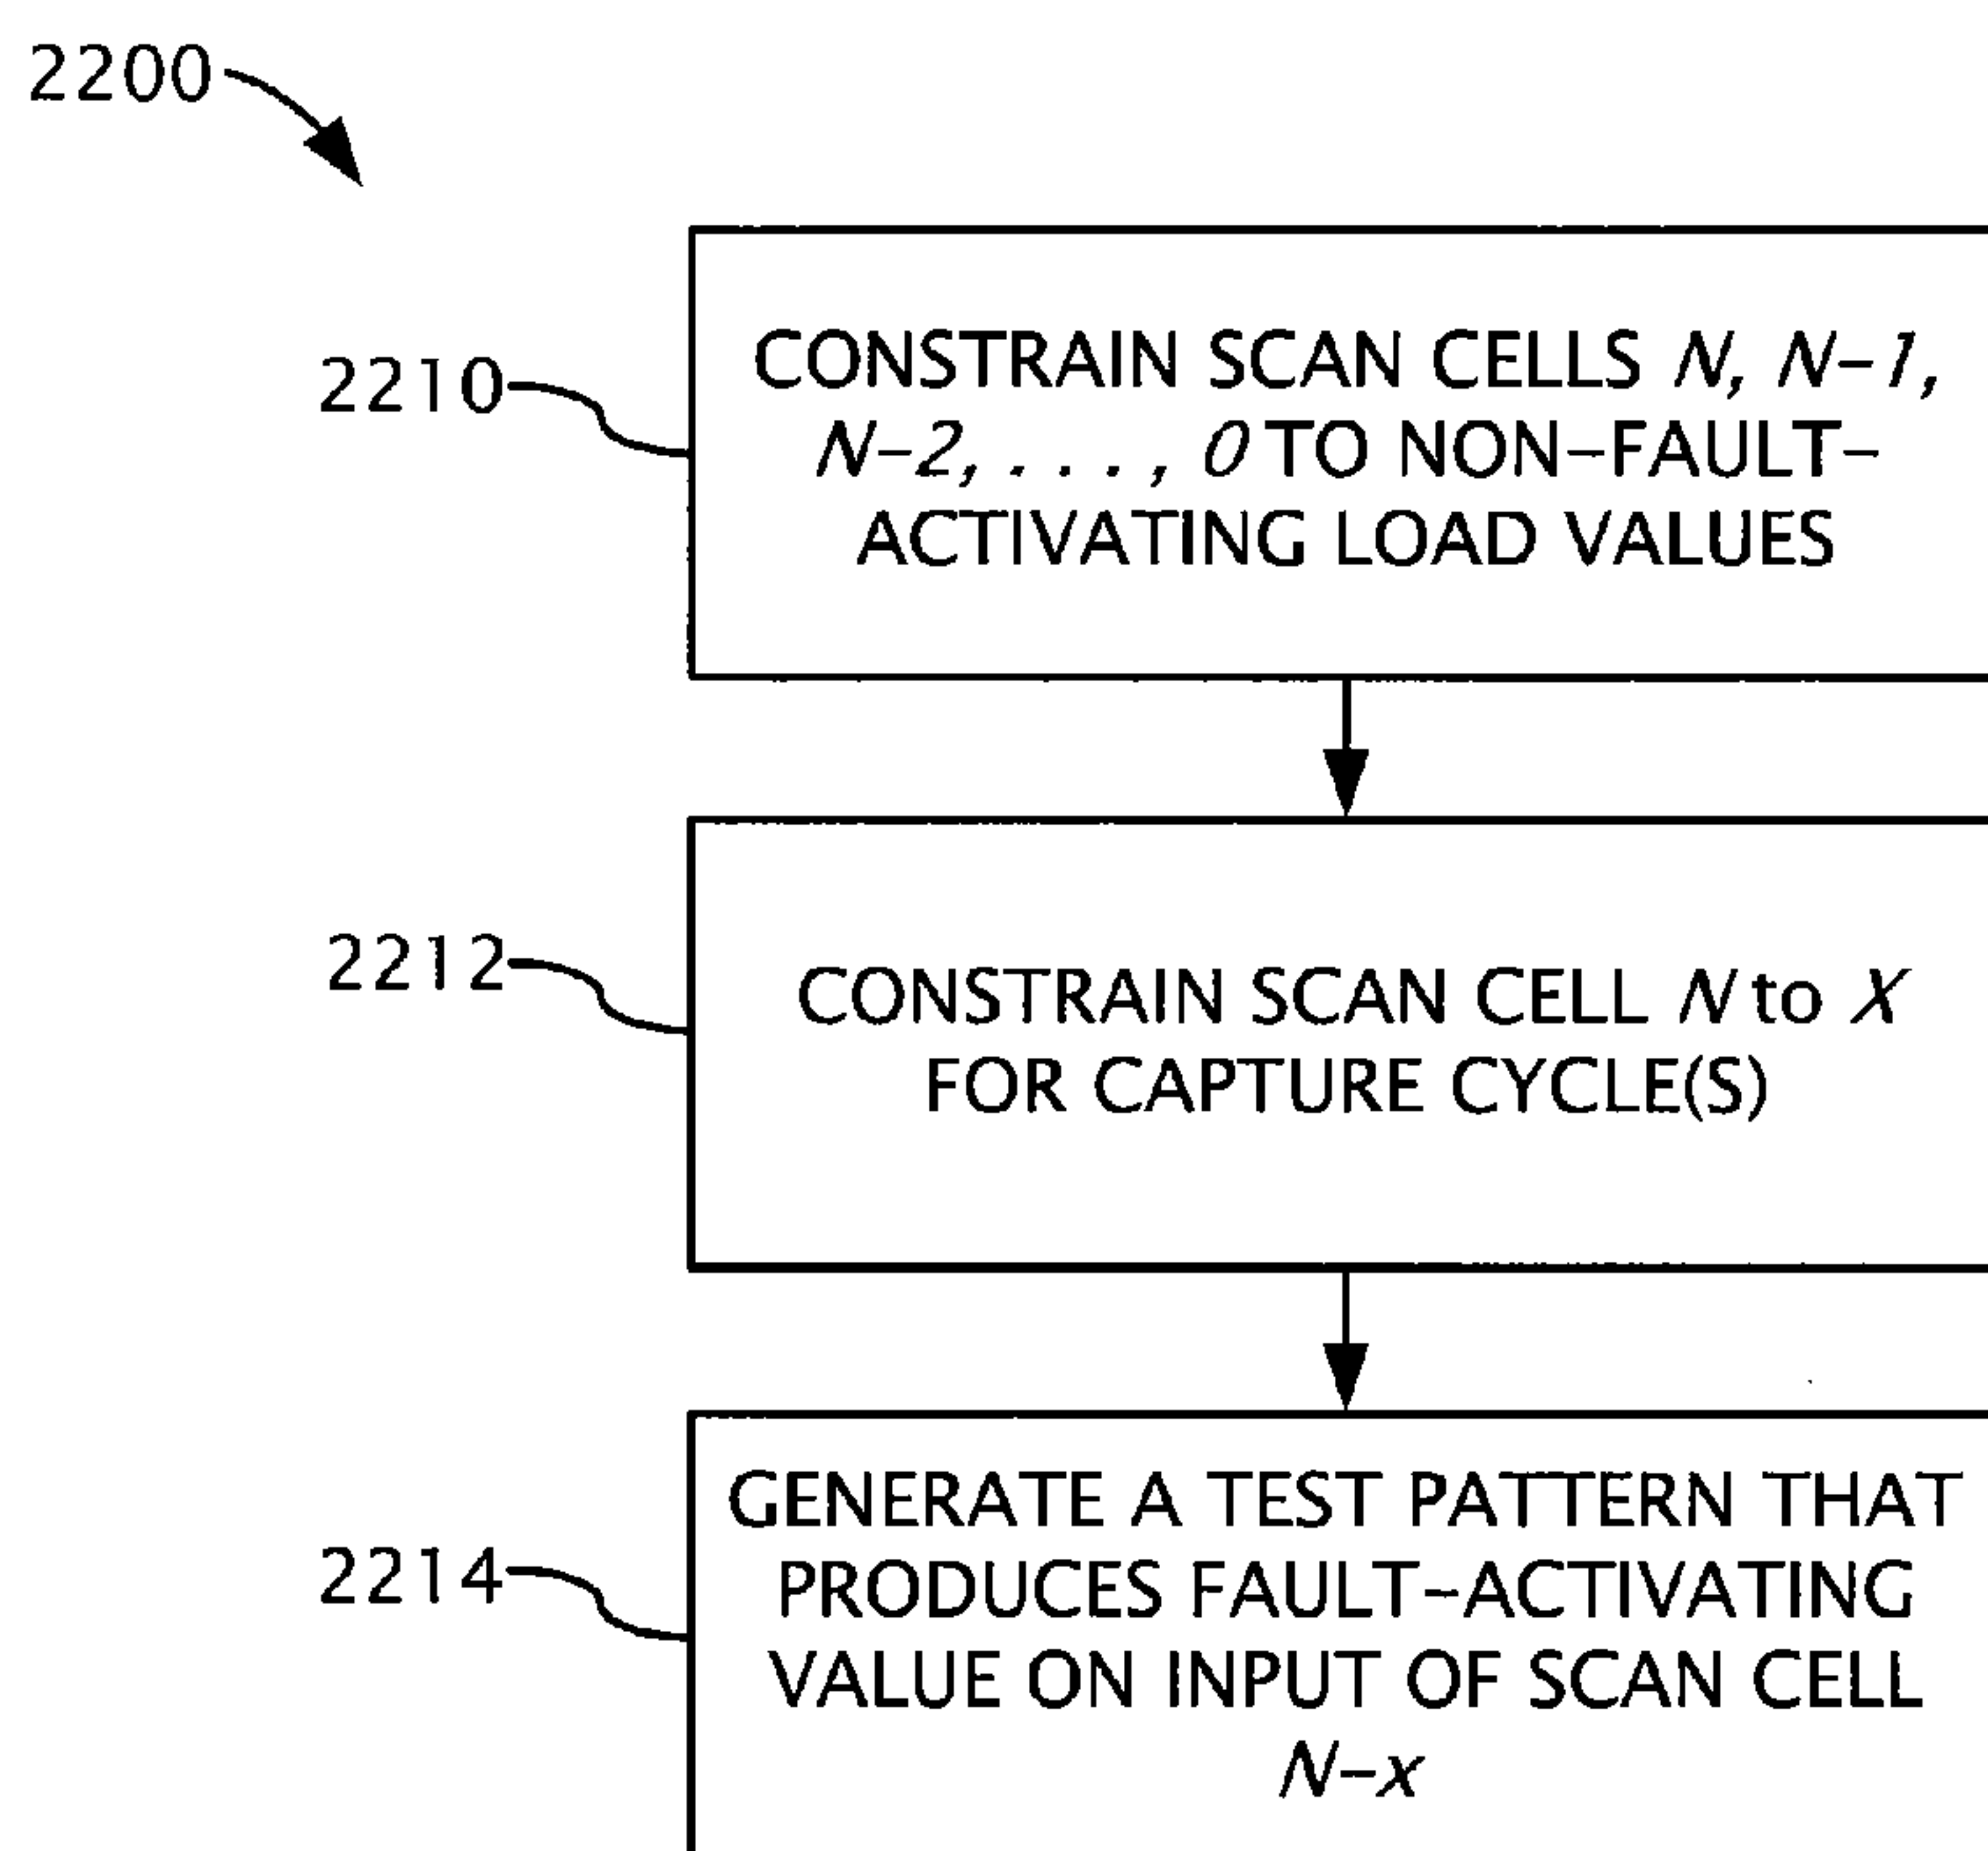 2200
2210
CONSTRAIN SCAN CELLS N, N-1,
N-2, . . . , 0 TO NON-FAULT-
ACTIVATING LOAD VALUES
2212
CONSTRAIN SCAN CELL N to X
FOR CAPTURE CYCLE(S)
2214
GENERATE A TEST PATTERN THAT
PRODUCES FAULT-ACTIVATING
VALUE ON INPUT OF SCAN CELL
N-x